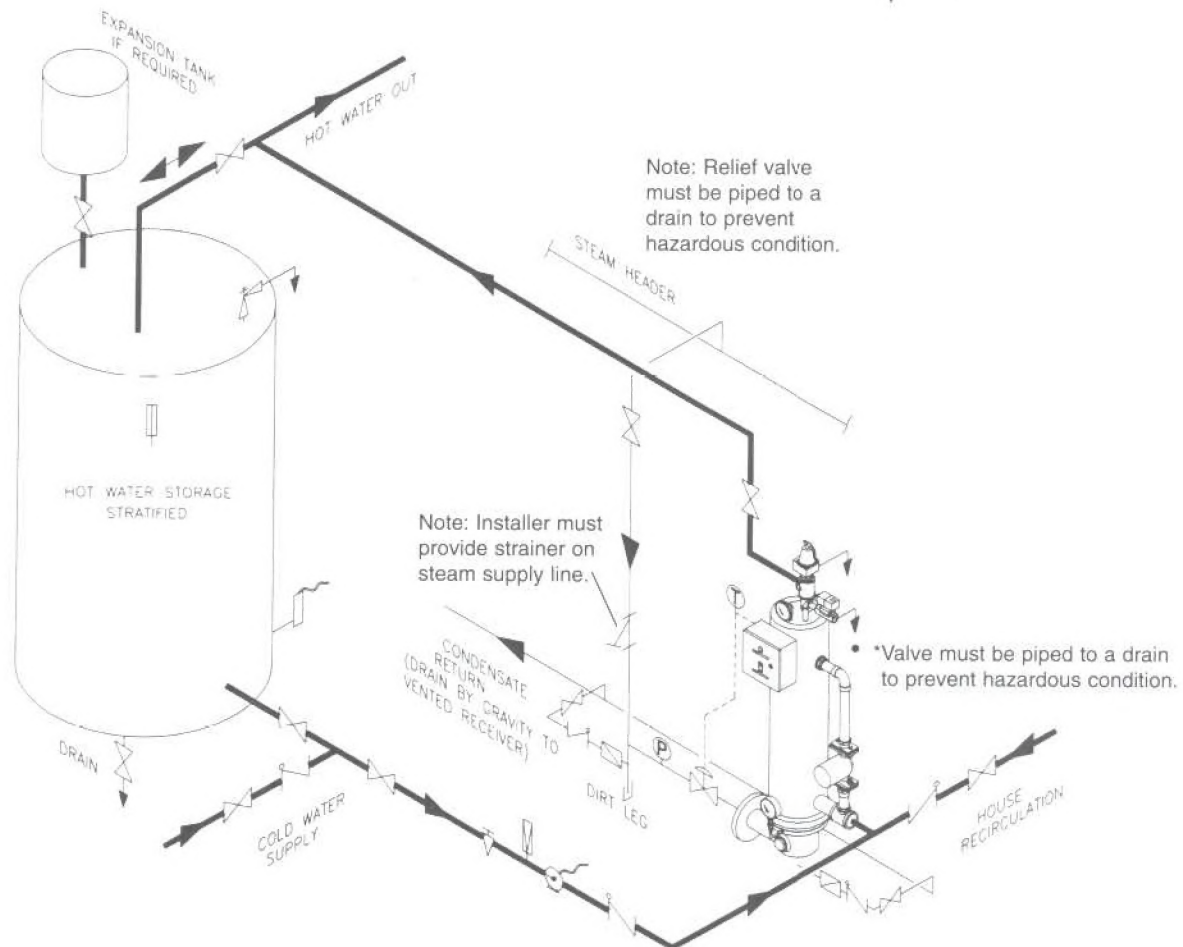 EXPANSION TANK
IF REQUIRED
HOT WATER OUT
Note: Relief valve
must be piped to a
drain to prevent
hazardous condition.
STEAM HEADER
HOT WATER STORAGE
STRATIFIED
Note: Installer must
provide strainer on
steam supply line.
T
CONDENSATE
RETURN
(DRAIN BY GRAVITY TO
VENTED RECEIVER)
*Valve must be piped to a drain
to prevent hazardous condition.
P
DRAIN
DIRT LEG
COLD WATER
SUPPLY
HOUSE
RECIRCULATION